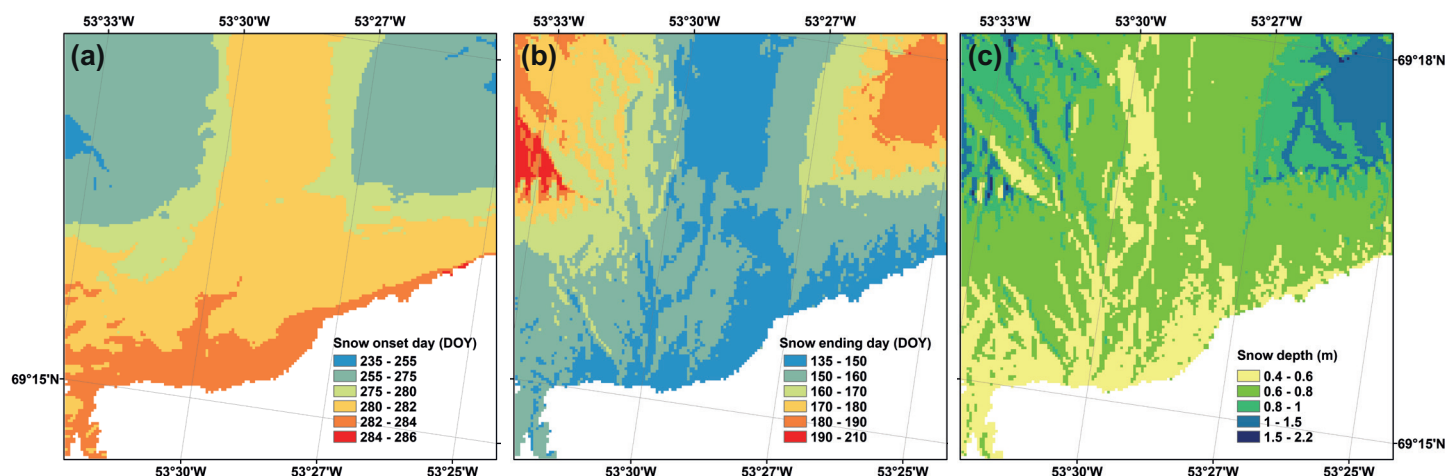 53°33'W 53°30'W 53°27'W 53°33'W 53°30'W 53°27'W 53°33'W 53°30'W 53°27'W
(a) (b) (c)
69°18'N
Snow onset day (DOY)
235 - 255
255 - 275
275 - 280
280 - 282
282 - 284
284 - 286
Snow ending day (DOY)
135 - 150
150 - 160
160 - 170
170 - 180
180 - 190
190 - 210
Snow depth (m)
0.4 - 0.6
0.6 - 0.8
0.8 - 1
1 - 1.5
1.5 - 2.2
69°15'N
69°15'N
53°30'W 53°27'W 53°25'W 53°30'W 53°27'W 53°25'W 53°30'W 53°27'W 53°25'W